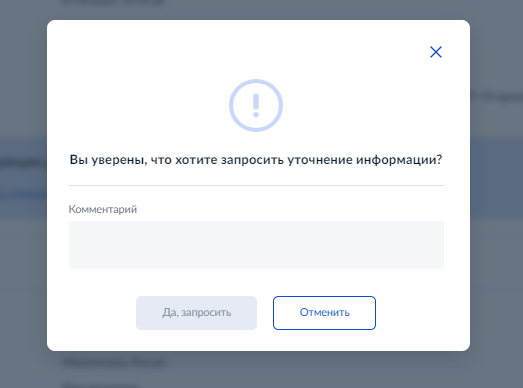 Вы уверены, что хотите запросить уточнение информации?
Комментарий
Да, запросить
Отменить